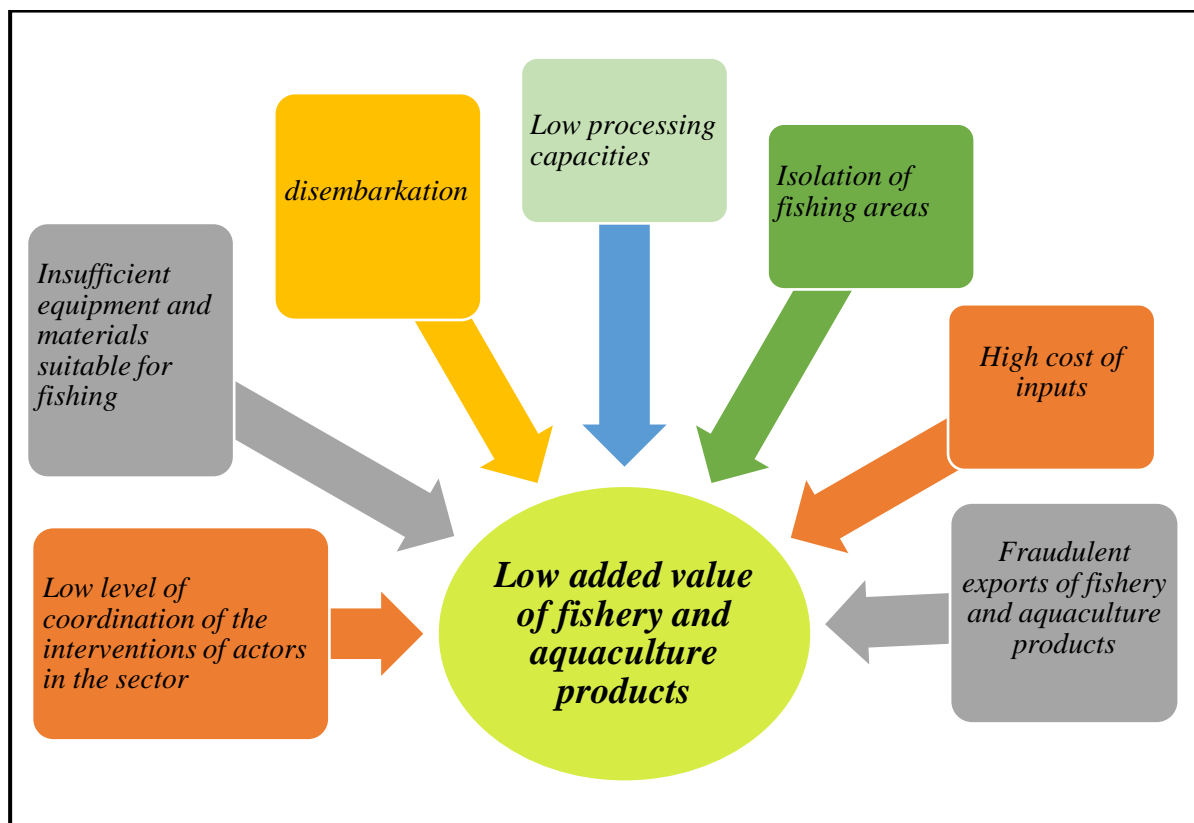 Low processing
capacities
disembarkation
Isolation of
fishing areas
Insufficient
equipment and
materials
suitable for
fishing
High cost of
inputs
Low level of
coordination of the
interventions of actors
in the sector
Low added value
of fishery and
aquaculture
products
Fraudulent
exports of fishery
and aquaculture
products